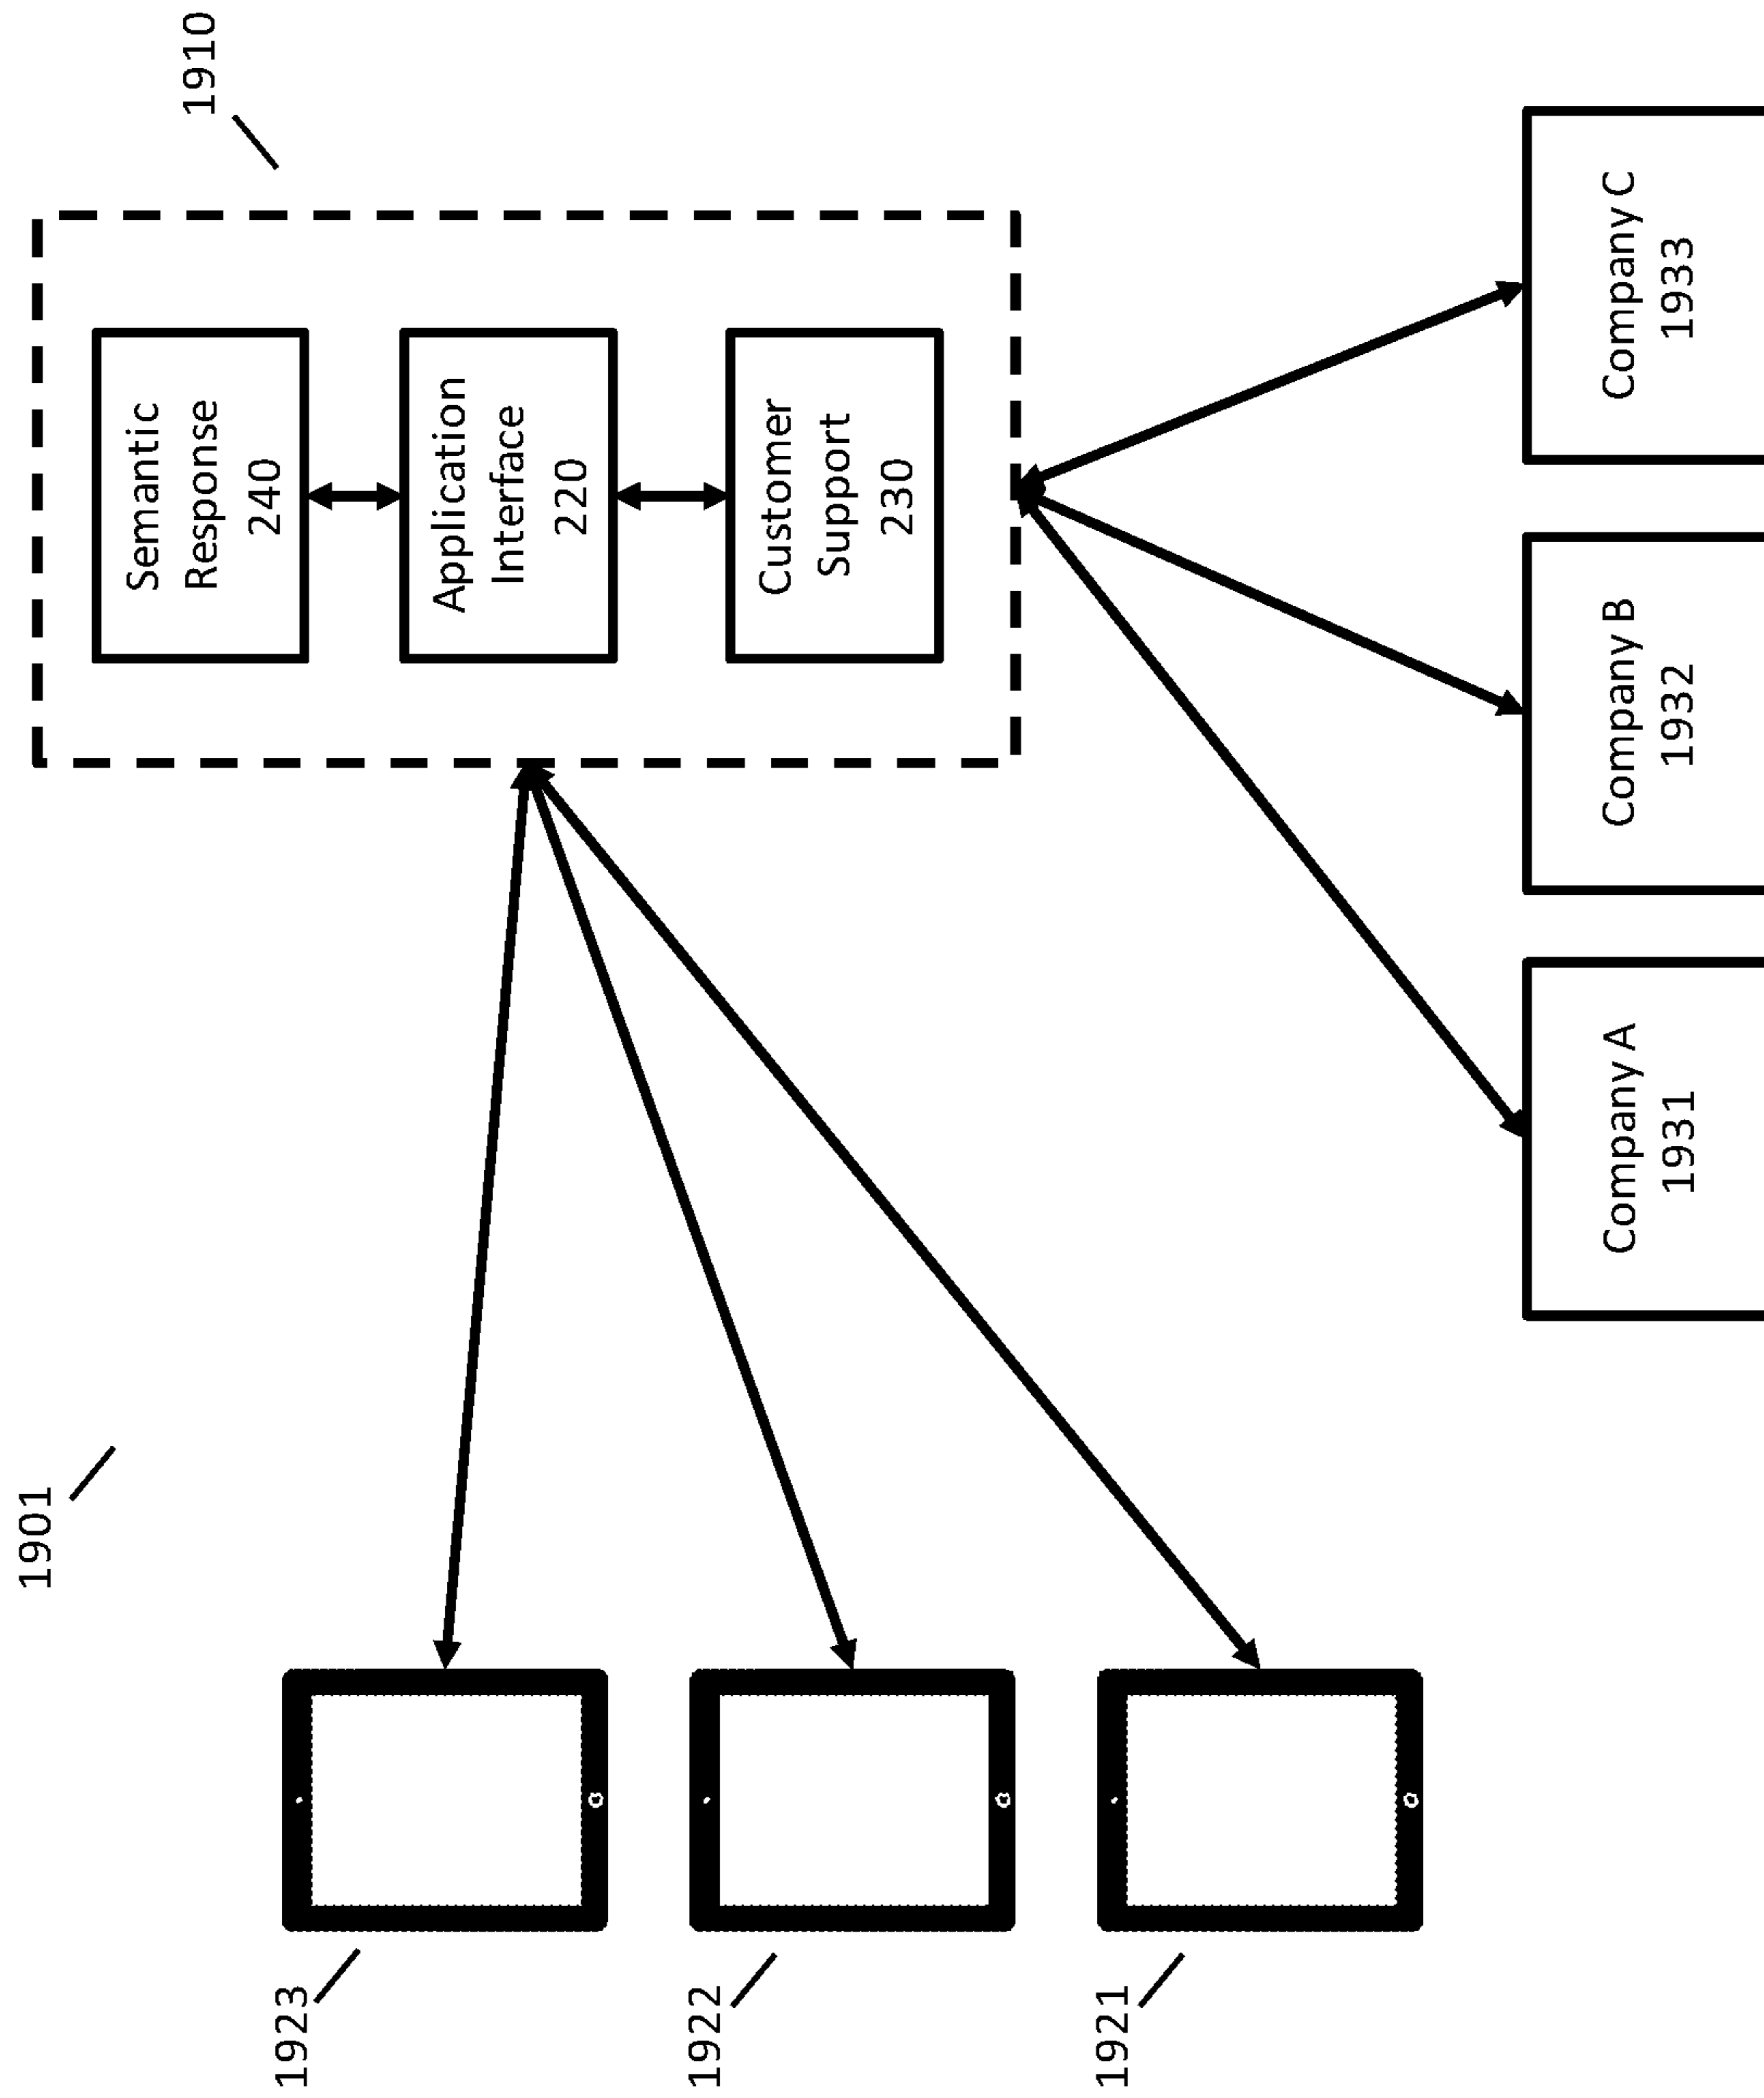 1901
1910
Semantic
Response
240
Application
Interface
220
Customer
Support
230
1923
1922
1921
Company A
1931
Company B
1932
Company C
1933